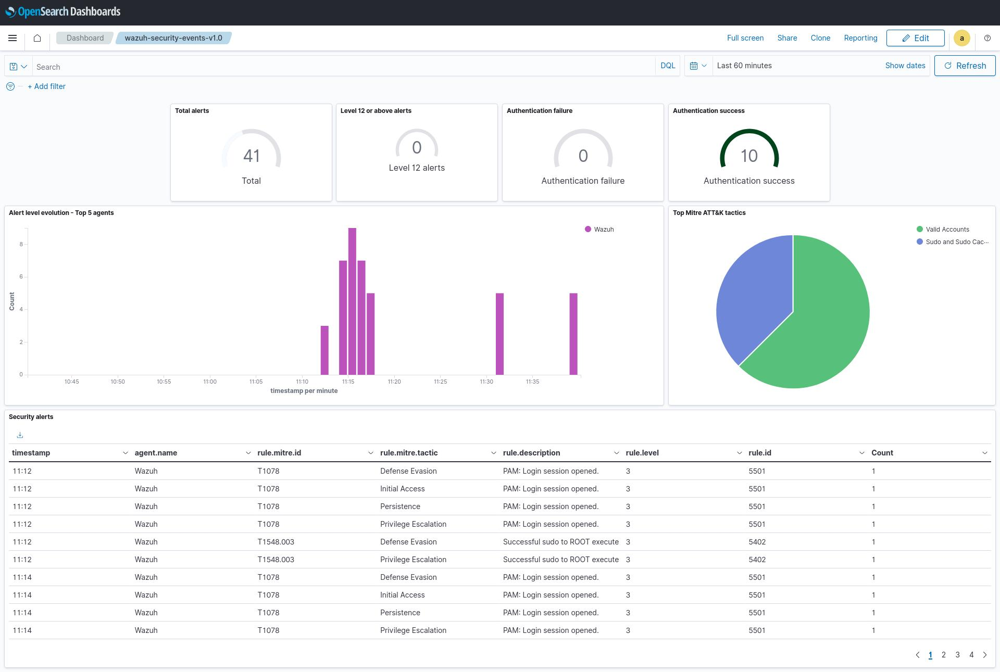 OpenSearch Dashboards
Dashboard wazuh-security-events-v1.0 Full screen Share Clone Reporting Edit a
Search DQL Last 60 minutes Show dates Refresh
+ Add filter
Total alerts
41
Total
Level 12 or above alerts
0
Level 12 alerts
Authentication failure
0
Authentication failure
Authentication success
10
Authentication success
Alert level evolution - Top 5 agents
Wazuh
8
6
4
2
0
Count
10:45 10:50 10:55 11:00 11:05 11:10 11:15 11:20 11:25 11:30 11:35
timestamp per minute
Top Mitre ATT&K tactics
Valid Accounts
Sudo and Sudo Cac...
Security alerts
timestamp agent.name rule.mitre.id rule.mitre.tactic rule.description rule.level rule.id Count
11:12 Wazuh T1078 Defense Evasion PAM: Login session opened. 3 5501 1
11:12 Wazuh T1078 Initial Access PAM: Login session opened. 3 5501 1
11:12 Wazuh T1078 Persistence PAM: Login session opened. 3 5501 1
11:12 Wazuh T1078 Privilege Escalation PAM: Login session opened. 3 5501 1
11:12 Wazuh T1548.003 Defense Evasion Successful sudo to ROOT execute 3 5402 1
11:12 Wazuh T1548.003 Privilege Escalation Successful sudo to ROOT execute 3 5402 1
11:14 Wazuh T1078 Defense Evasion PAM: Login session opened. 3 5501 1
11:14 Wazuh T1078 Initial Access PAM: Login session opened. 3 5501 1
11:14 Wazuh T1078 Persistence PAM: Login session opened. 3 5501 1
11:14 Wazuh T1078 Privilege Escalation PAM: Login session opened. 3 5501 1
1 2 3 4